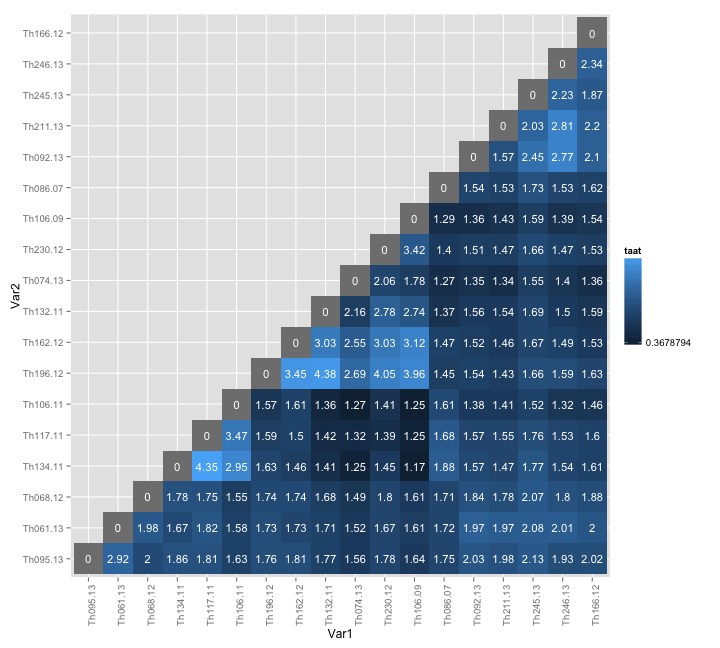 Th166.12 0
Th246.13 0 2.34
Th245.13 0 2.23 1.87
Th211.13 0 2.03 2.81 2.2
Th092.13 0 1.57 2.45 2.77 2.1
Th086.07 0 1.54 1.53 1.73 1.53 1.62
Th106.09 0 1.29 1.36 1.43 1.59 1.39 1.54
Th230.12 0 3.42 1.4 1.51 1.47 1.66 1.47 1.53
taat
Th074.13 0 2.06 1.78 1.27 1.35 1.34 1.55 1.4 1.36
Var2
Th132.11 0 2.16 2.78 2.74 1.37 1.56 1.54 1.69 1.5 1.59
Th162.12 0 3.03 2.55 3.03 3.12 1.47 1.52 1.46 1.67 1.49 1.53
0.3678794
Th196.12 0 3.45 4.38 2.69 4.05 3.96 1.45 1.54 1.43 1.66 1.59 1.63
Th106.11 0 1.57 1.61 1.36 1.27 1.41 1.25 1.61 1.38 1.41 1.52 1.32 1.46
Th117.11 0 3.47 1.59 1.5 1.42 1.32 1.39 1.25 1.68 1.57 1.55 1.76 1.53 1.6
Th134.11 0 4.35 2.95 1.63 1.46 1.41 1.25 1.45 1.17 1.88 1.57 1.47 1.77 1.54 1.61
Th068.12 0 1.78 1.75 1.55 1.74 1.74 1.68 1.49 1.8 1.61 1.71 1.84 1.78 2.07 1.8 1.88
Th061.13 0 1.98 1.67 1.82 1.58 1.73 1.73 1.71 1.52 1.67 1.61 1.72 1.97 1.97 2.08 2.01 2
Th095.13 0 2.92 2 1.86 1.81 1.63 1.76 1.81 1.77 1.56 1.78 1.64 1.75 2.03 1.98 2.13 1.93 2.02
Th095.13 Th061.13 Th068.12 Th134.11 Th117.11 Th106.11 Th196.12 Th162.12 Th132.11 Th074.13 Th230.12 Th106.09 Th086.07 Th092.13 Th211.13 Th245.13 Th246.13 Th166.12
Var1